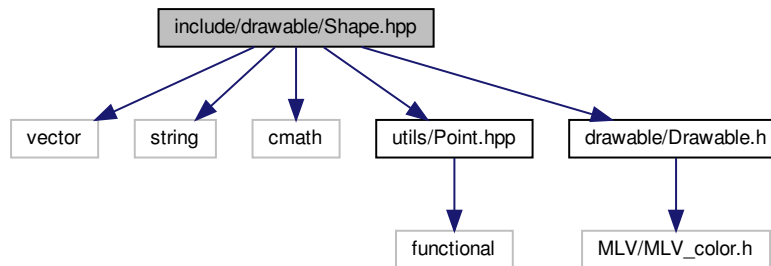 include/drawable/Shape.hpp
vector
string
cmath
utils/Point.hpp
drawable/Drawable.h
functional
MLV/MLV_color.h